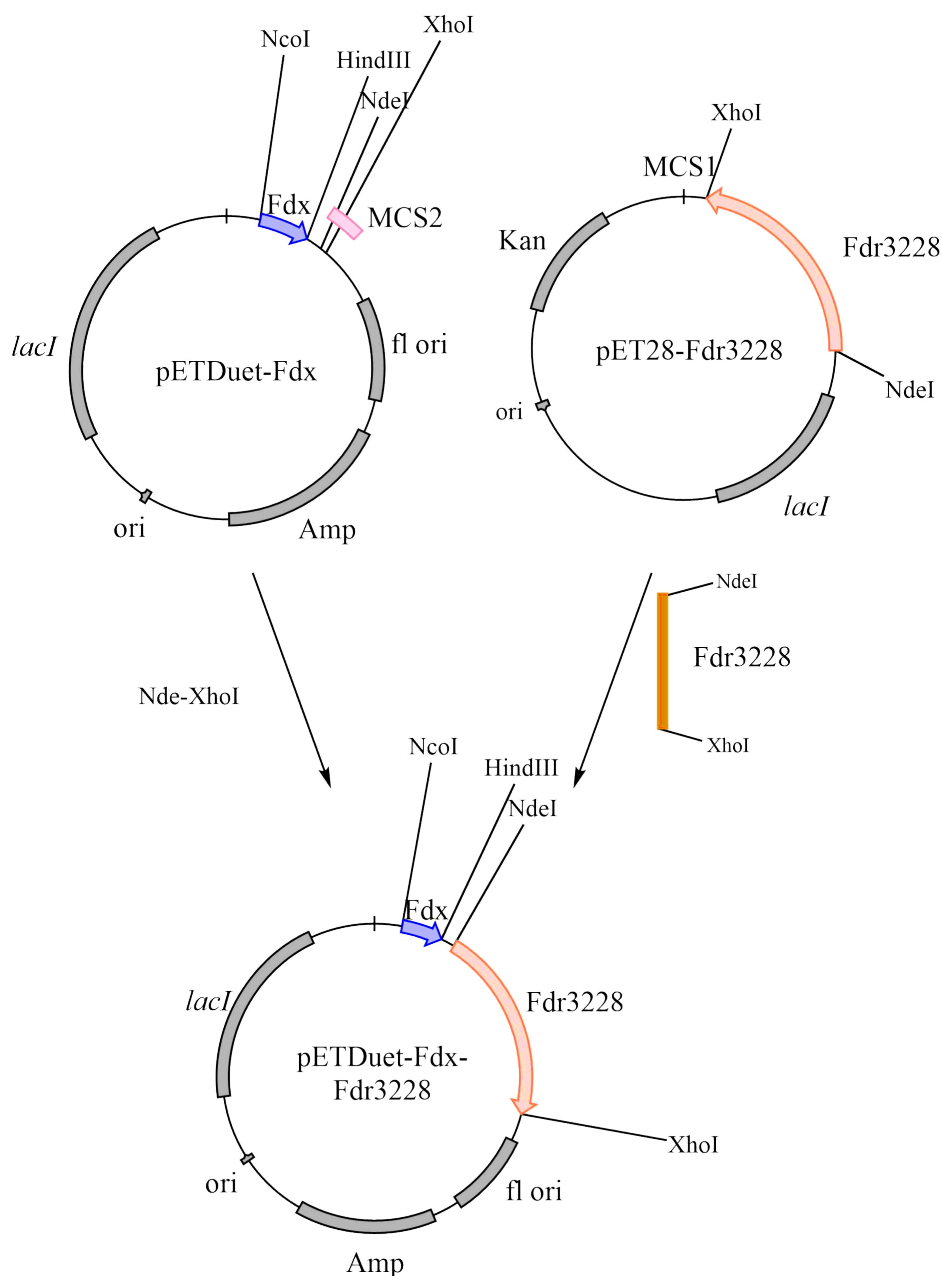 XhoI
NcoI
HindIII
NdeI
XhoI
MCS1
Fdx
MCS2
Kan
Fdr3228
lacI
fl ori
pETDuet-Fdx
pET28-Fdr3228
NdeI
ori
lacI
ori
Amp
NdeI
Fdr3228
Nde-XhoI
XhoI
NcoI
HindIII
NdeI
Fdx
lacI
Fdr3228
pETDuet-Fdx-
Fdr3228
XhoI
ori
fl ori
Amp